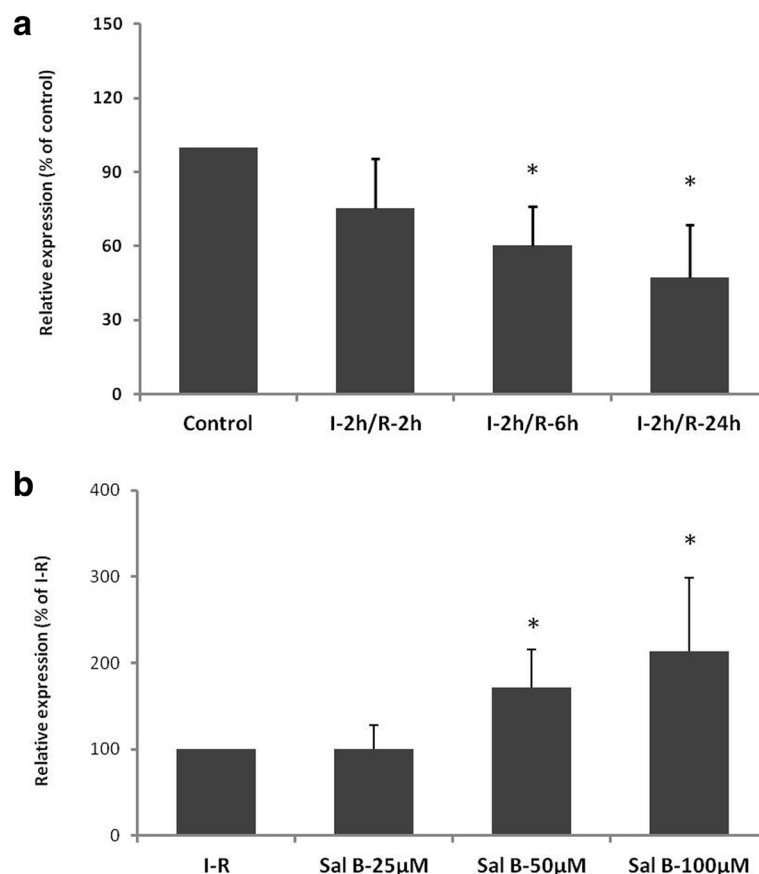 a
Relative expression (% of control)
150
120
90
60
30
0
*
*
Control
I-2h/R-2h
I-2h/R-6h
I-2h/R-24h
b
Relative expression (% of I-R)
400
300
200
100
0
*
*
I-R
Sal B-25µM
Sal B-50µM
Sal B-100µM